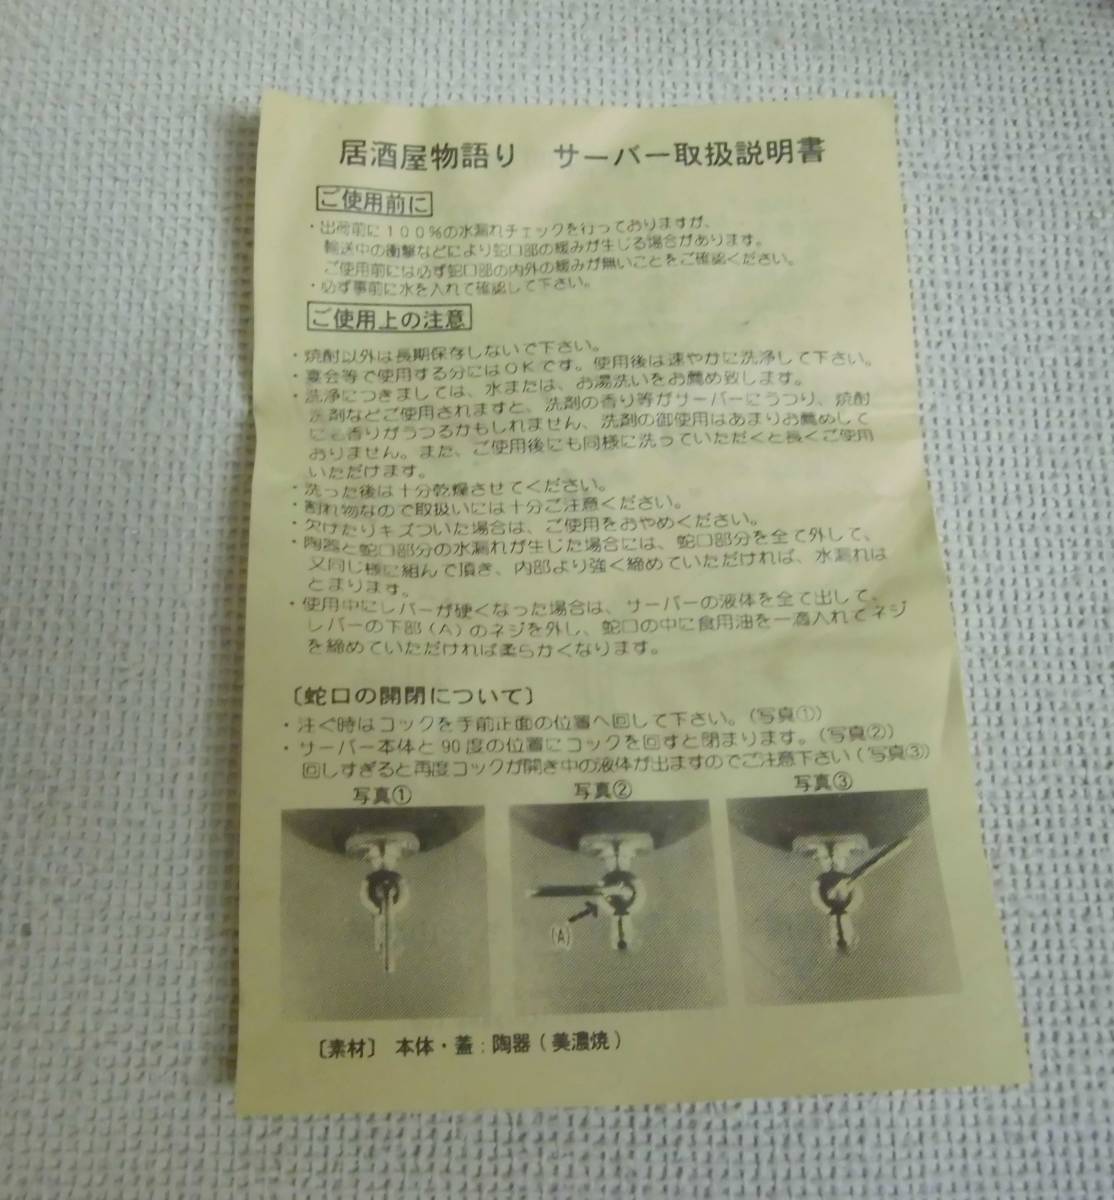 居酒屋物語り　サーバー取扱説明書
ご使用前に
・出荷前に１００％の水漏れチェックを行っておりますが、
輸送中の衝撃などにより蛇口部の緩みが生じる場合があります。
ご使用前には必ず蛇口部の内外の緩みが無いことをご確認ください。
・必ず事前に水を入れて確認して下さい。
ご使用上の注意
・焼酎以外は長期保存しないで下さい。
・宴会等で使用する分にはＯＫです。使用後は速やかに洗浄して下さい。
・洗浄につきましては、水または、お湯洗いをお薦め致します。
洗剤などご使用されますと、洗剤の香り等がサーバーにうつり、焼酎
にも香りがうつるかもしれません、洗剤の御使用はあまりお薦めして
おりません。また、ご使用後にも同様に洗っていただくと長くご使用
いただけます。
・洗った後は十分乾燥させてください。
・割れ物なので取扱いには十分ご注意ください。
・欠けたりキズついた場合は、ご使用をおやめください。
・陶器と蛇口部分の水漏れが生じた場合には、蛇口部分を全て外して、
又同じ様に組んで頂き、内部より強く締めていただければ、水漏れは
とまります。
・使用中にレバーが硬くなった場合は、サーバーの液体を全て出して、
レバーの下部（Ａ）のネジを外し、蛇口の中に食用油を一滴入れてネジ
を締めていただければ柔らかくなります。
〔蛇口の開閉について〕
・注ぐ時はコックを手前正面の位置へ回して下さい。（写真①）
・サーバー本体と９０度の位置にコックを回すと閉まります。（写真②）
回しすぎると再度コックが開き中の液体が出ますのでご注意下さい（写真③）
写真① 写真② 写真③
（Ａ）
〔素材〕　本体・蓋：陶器（美濃焼）